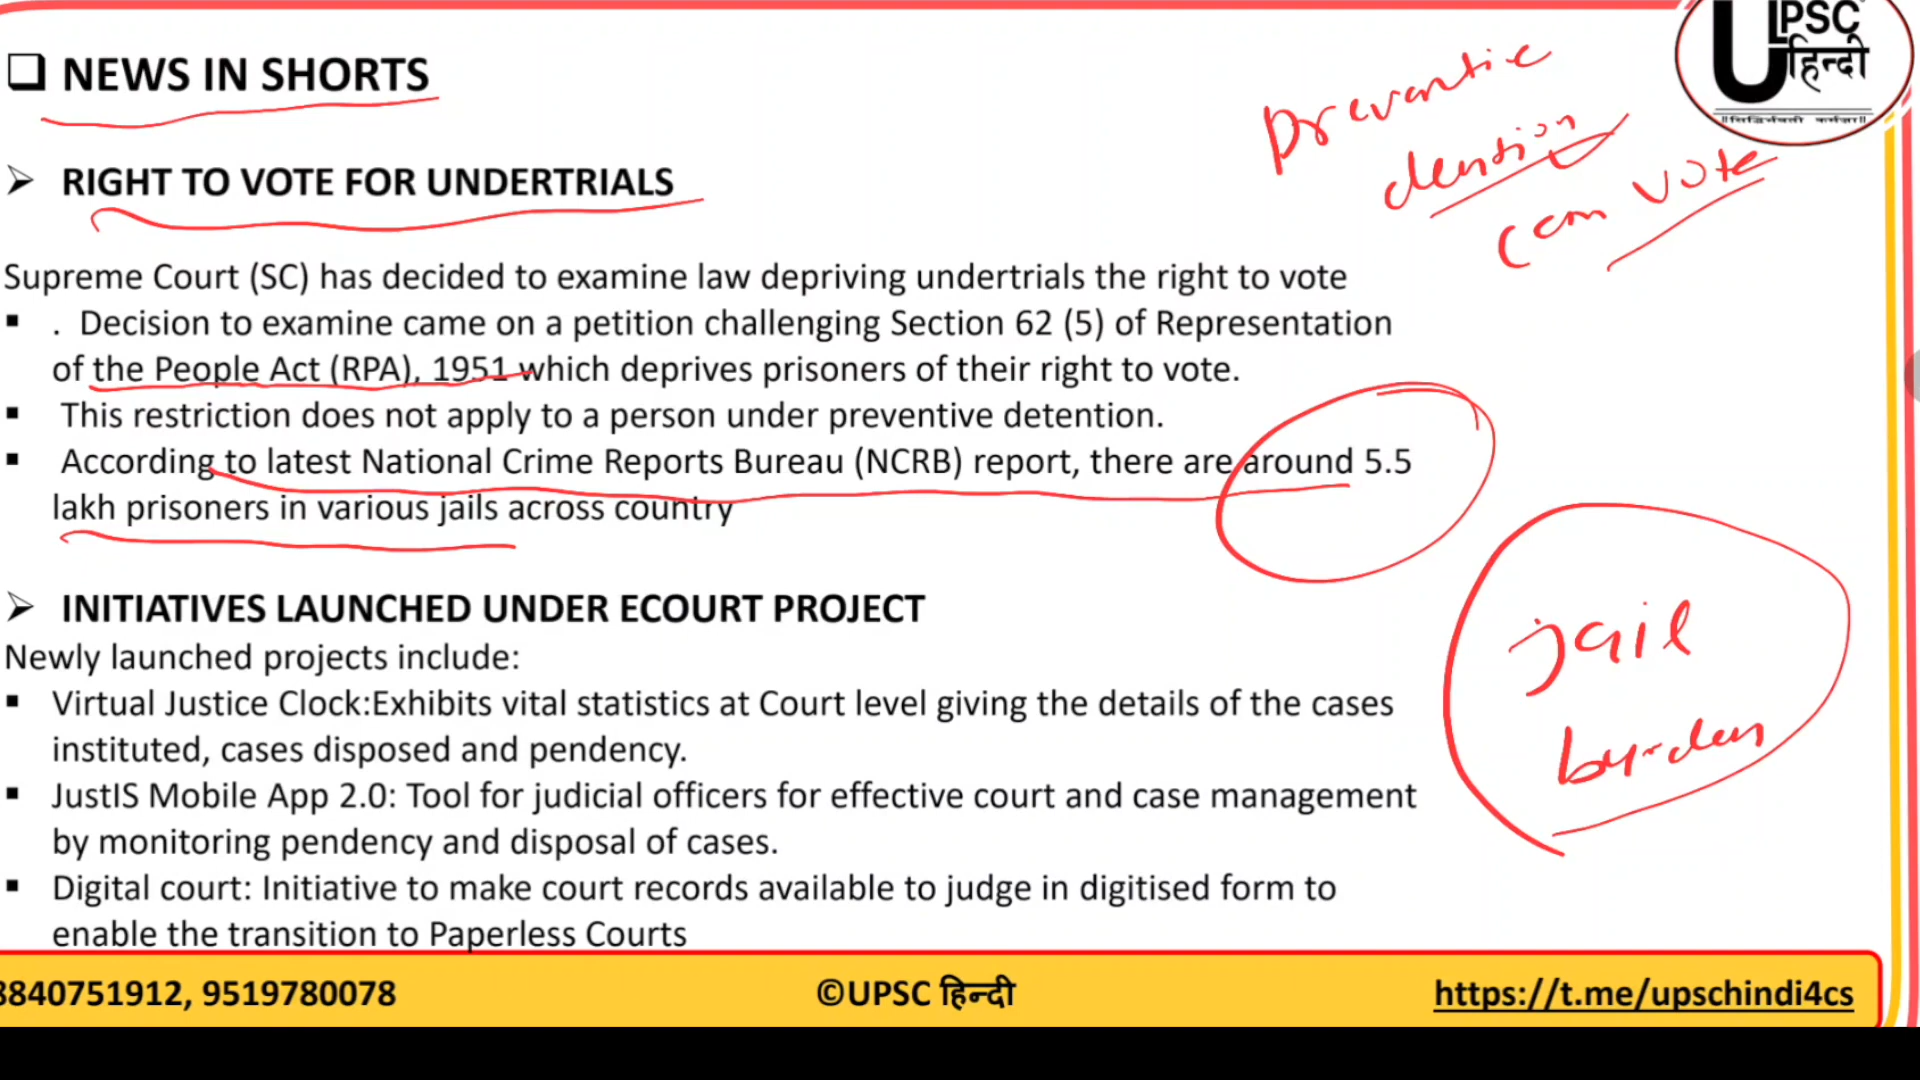 NEWS IN SHORTS
RIGHT TO VOTE FOR UNDERTRIALS
Supreme Court (SC) has decided to examine law depriving undertrials the right to vote
. Decision to examine came on a petition challenging Section 62 (5) of Representation
of the People Act (RPA), 1951 which deprives prisoners of their right to vote.
This restriction does not apply to a person under preventive detention.
According to latest National Crime Reports Bureau (NCRB) report, there are around 5.5
lakh prisoners in various jails across country
INITIATIVES LAUNCHED UNDER ECOURT PROJECT
Newly launched projects include:
Virtual Justice Clock:Exhibits vital statistics at Court level giving the details of the cases
instituted, cases disposed and pendency.
JustIS Mobile App 2.0: Tool for judicial officers for effective court and case management
by monitoring pendency and disposal of cases.
Digital court: Initiative to make court records available to judge in digitised form to
enable the transition to Paperless Courts
can vote
jail
burden
UPSC
हिन्दी
8840751912, 9519780078
©UPSC हिन्दी
https://t.me/upschindi4cs